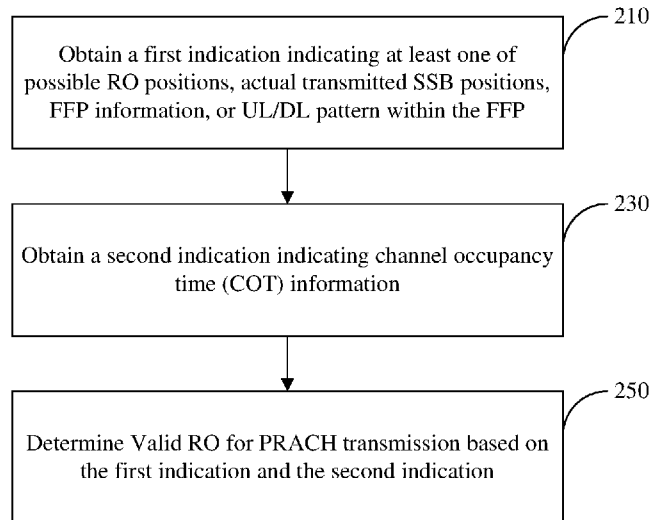 210
Obtain a first indication indicating at least one of
possible RO positions, actual transmitted SSB positions,
FFP information, or UL/DL pattern within the FFP
230
Obtain a second indication indicating channel occupancy
time (COT) information
250
Determine Valid RO for PRACH transmission based on
the first indication and the second indication